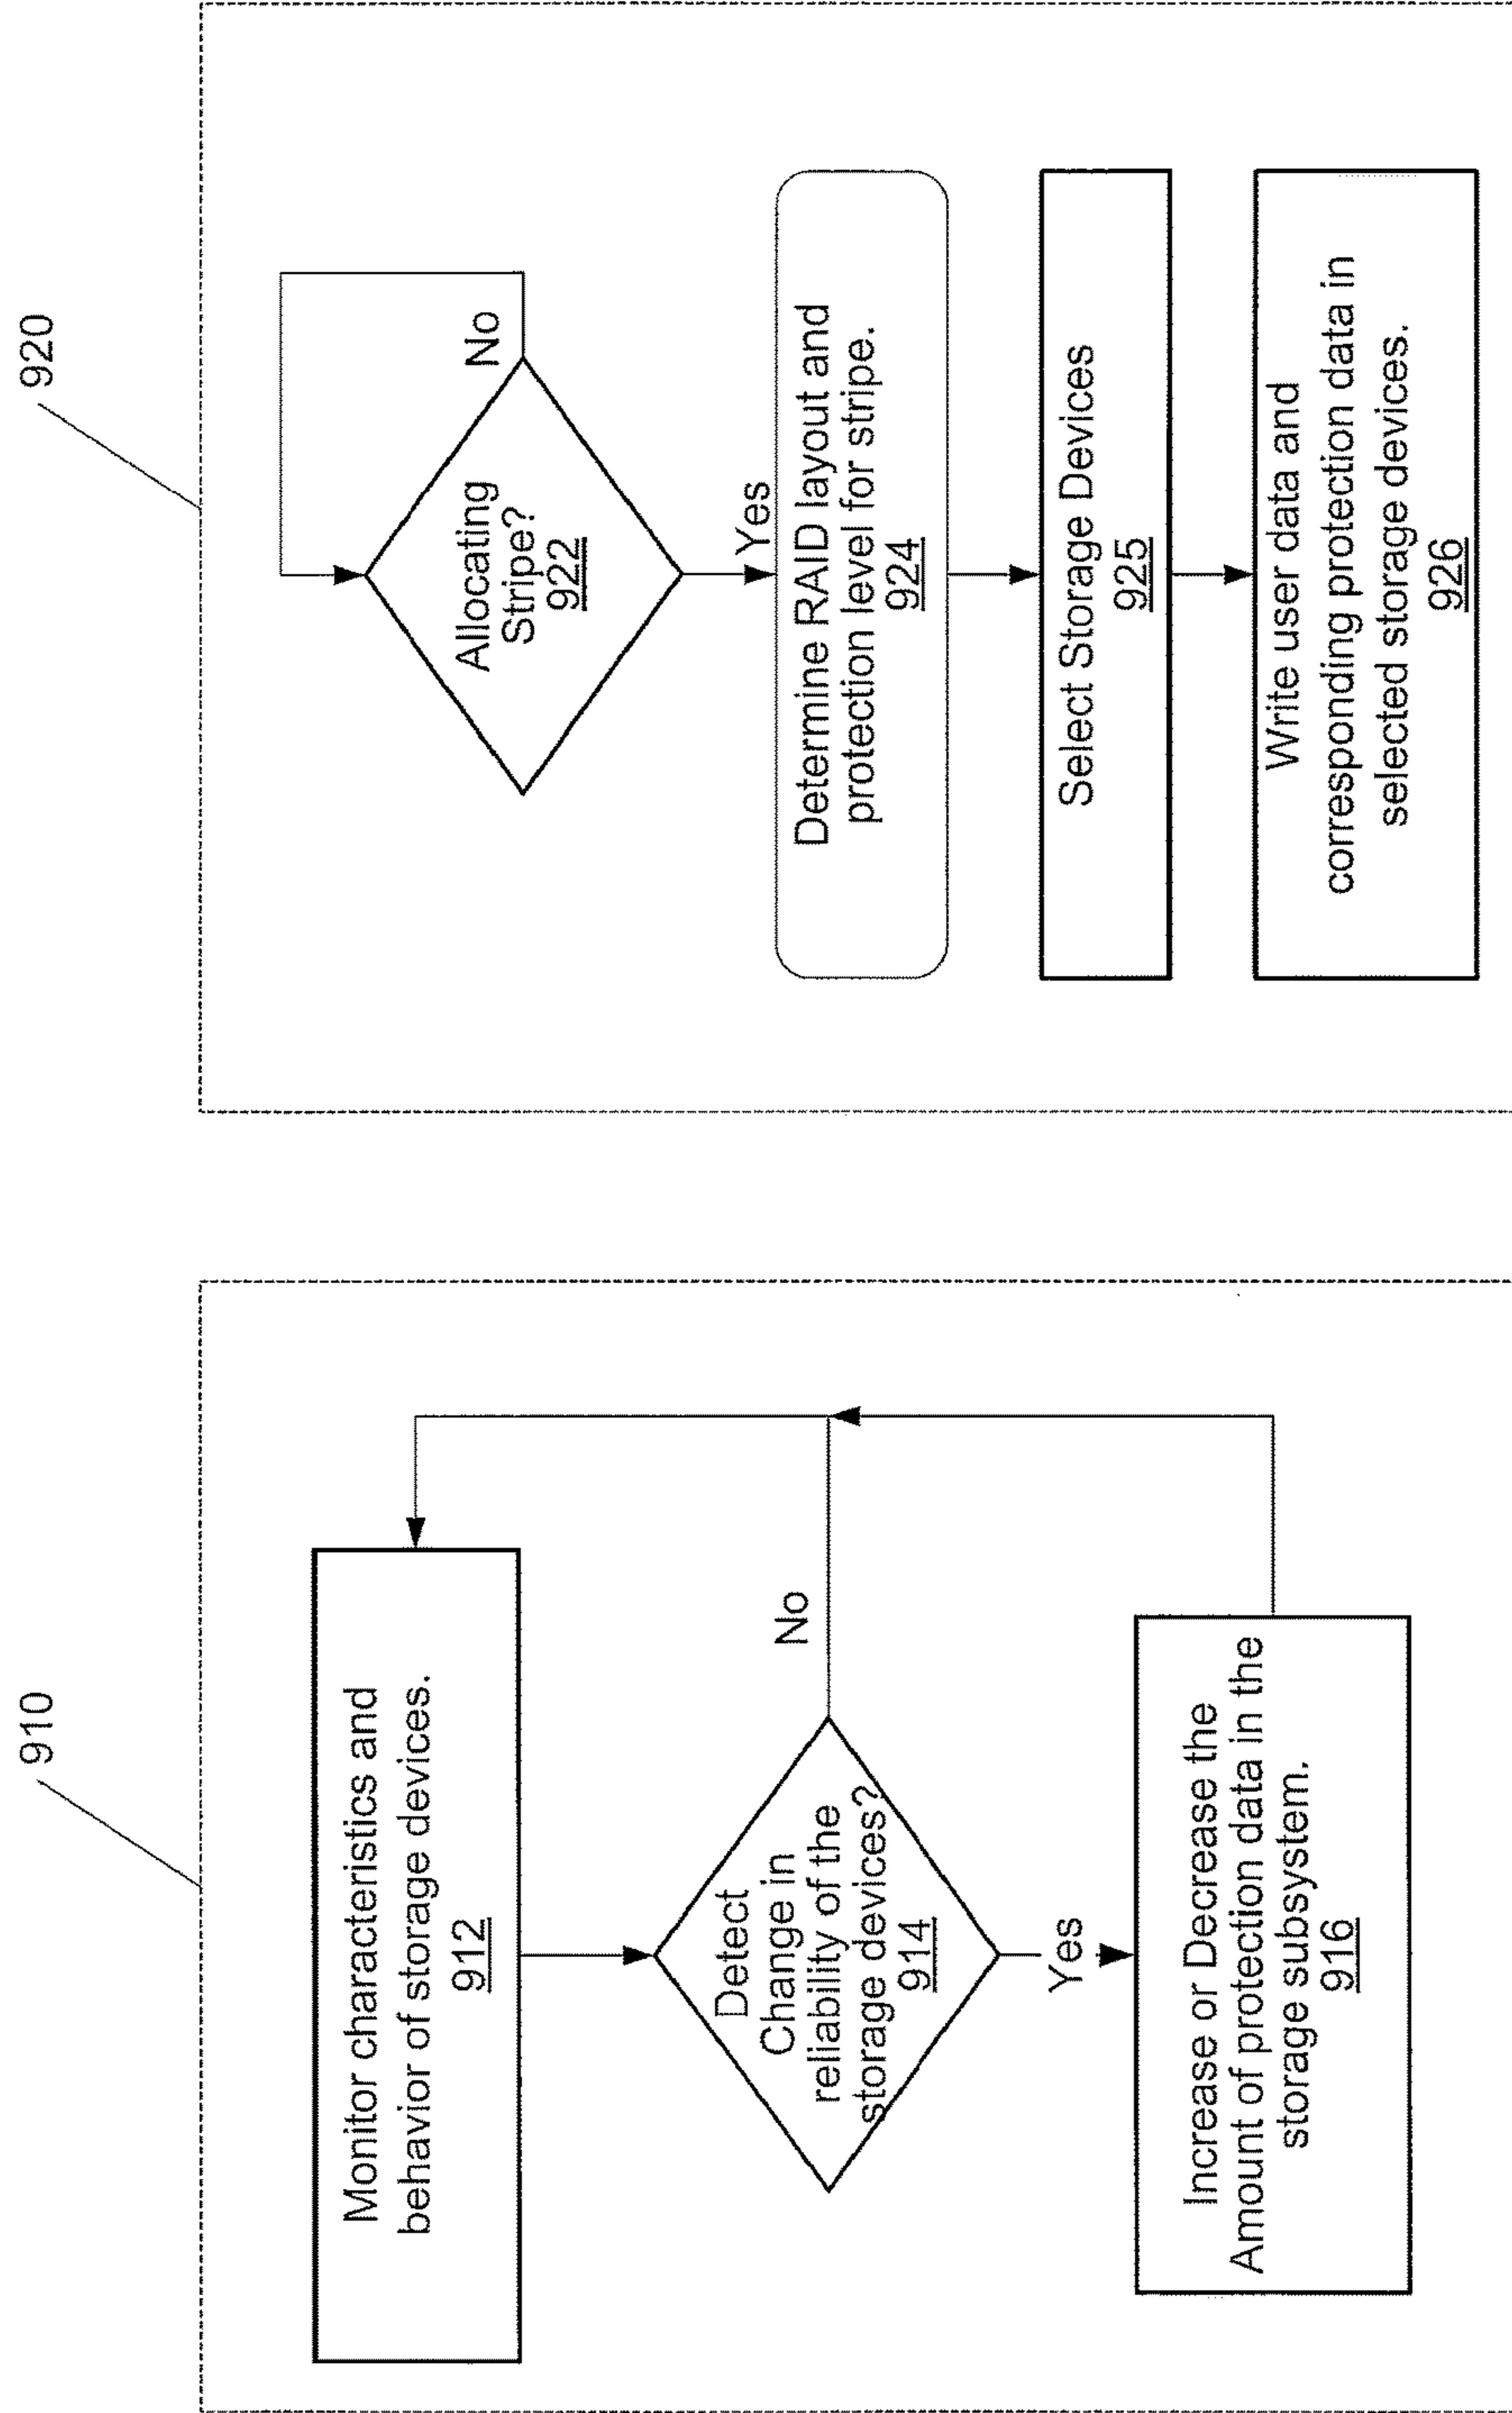 910
Monitor characteristics and
behavior of storage devices.
912
Detect
Change in
reliability of the
storage devices?
914
No
Yes
Increase or Decrease the
Amount of protection data in the
storage subsystem.
916
920
Allocating
Stripe?
922
No
Yes
Determine RAID layout and
protection level for stripe.
924
Select Storage Devices
925
Write user data and
corresponding protection data in
selected storage devices.
926